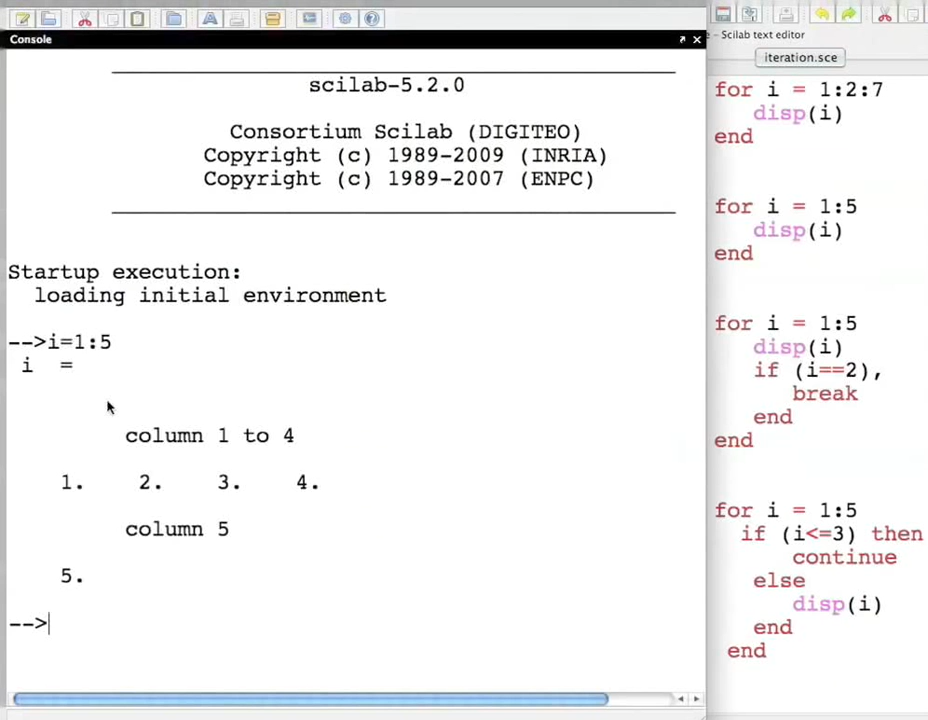 Console
scilab-5.2.0
Consortium Scilab (DIGITEO)
Copyright (c) 1989-2009 (INRIA)
Copyright (c) 1989-2007 (ENPC)
Startup execution:
loading initial environment
-->i=1:5
i =
column 1 to 4
1. 2. 3. 4.
column 5
5.
-->
- Scilab text editor
iteration.sce
for i = 1:2:7
disp(i)
end
for i = 1:5
disp(i)
end
for i = 1:5
disp(i)
if (i==2),
break
end
end
for i = 1:5
if (i<=3) then
continue
else
disp(i)
end
end